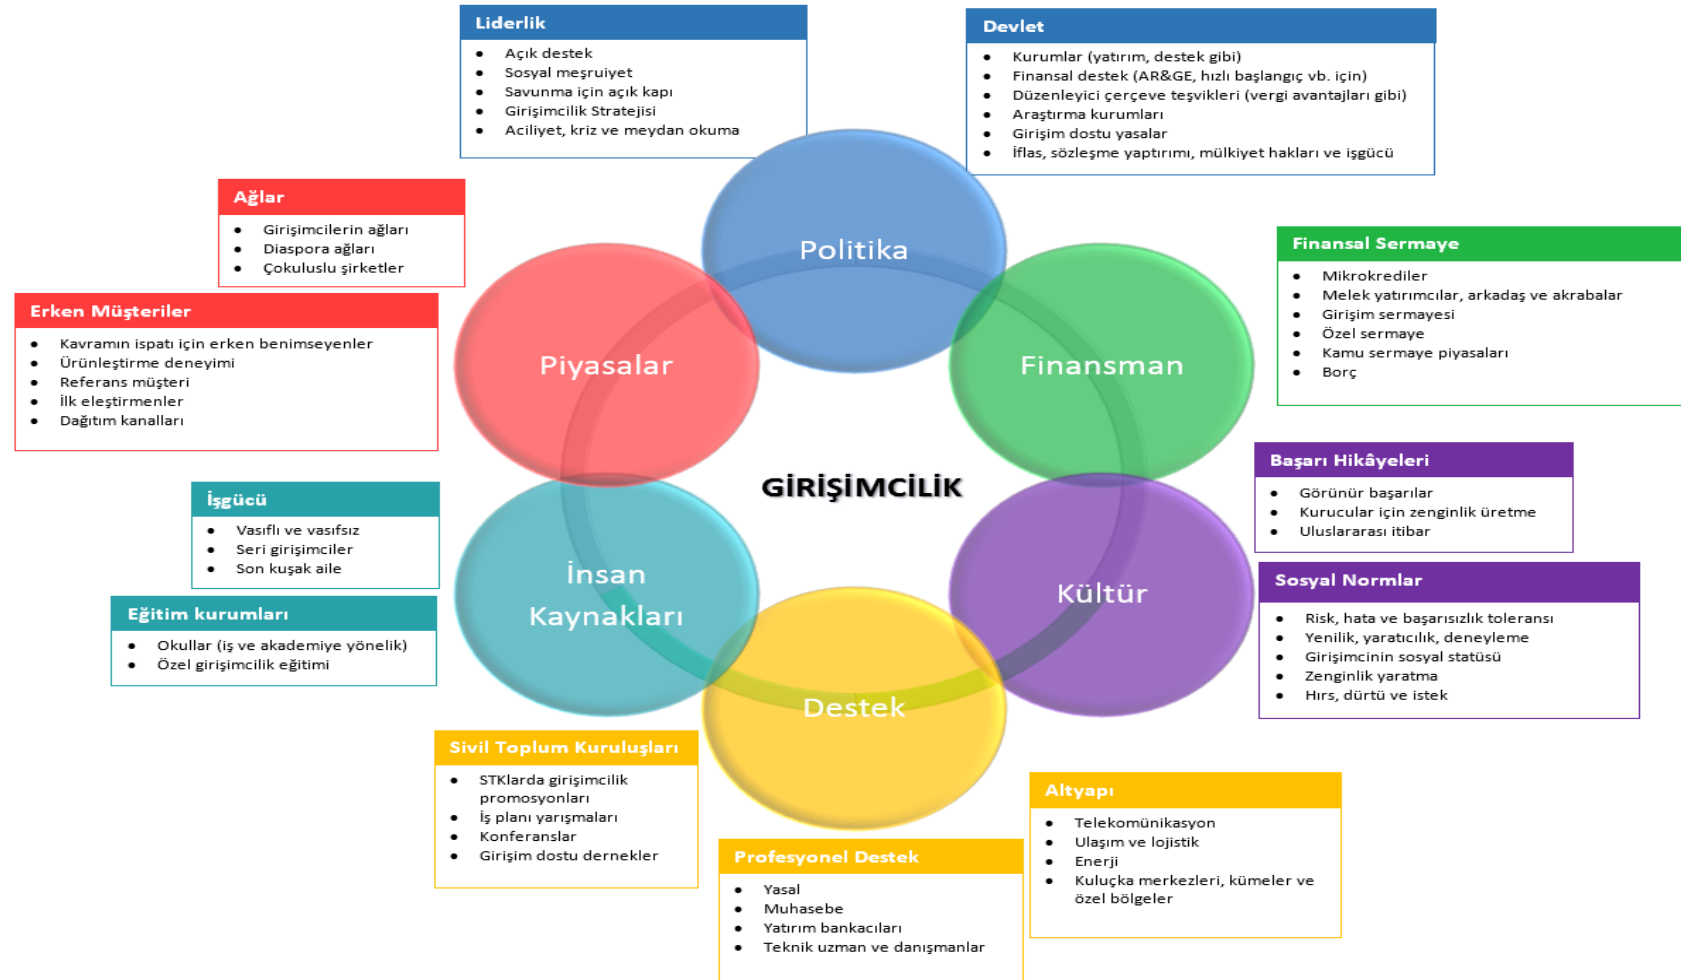 Liderlik
Açık destek
Sosyal meşruiyet
Savunma için açık kapı
Girişimcilik Stratejisi
Aciliyet, kriz ve meydan okuma
Devlet
Kurumlar (yatırım, destek gibi)
Finansal destek (AR&GE, hızlı başlangıç vb. için)
Düzenleyici çerçeve teşvikleri (vergi avantajları gibi)
Araştırma kurumları
Girişim dostu yasalar
İflas, sözleşme yaptırımı, mülkiyet hakları ve işgücü
Ağlar
Girişimcilerin ağları
Diaspora ağları
Çokuluslu şirketler
Erken Müşteriler
Kavramın ispatı için erken benimseyenler
Ürünleştirme deneyimi
Referans müşteri
İlk eleştirmenler
Dağıtım kanalları
Politika
Piyasalar
Finansman
Finansal Sermaye
Mikrokrediler
Melek yatırımcılar, arkadaş ve akrabalar
Girişim sermayesi
Özel sermaye
Kamu sermaye piyasaları
Borç
GİRİŞİMCİLİK
İşgücü
Vasıflı ve vasıfsız
Seri girişimciler
Son kuşak aile
Eğitim kurumları
Okullar (iş ve akademiye yönelik)
Özel girişimcilik eğitimi
İnsan
Kaynakları
Kültür
Başarı Hikâyeleri
Görünür başarılar
Kurucular için zenginlik üretme
Uluslararası itibar
Sosyal Normlar
Risk, hata ve başarısızlık toleransı
Yenilik, yaratıcılık, deneyleme
Girişimcinin sosyal statüsü
Zenginlik yaratma
Hırs, dürtü ve istek
Destek
Sivil Toplum Kuruluşları
STKlarda girişimcilik
promosyonları
İş planı yarışmaları
Konferanslar
Girişim dostu dernekler
Profesyonel Destek
Yasal
Muhasebe
Yatırım bankacıları
Teknik uzman ve danışmanlar
Altyapı
Telekomünikasyon
Ulaşım ve lojistik
Enerji
Kuluçka merkezleri, kümeler ve
özel bölgeler